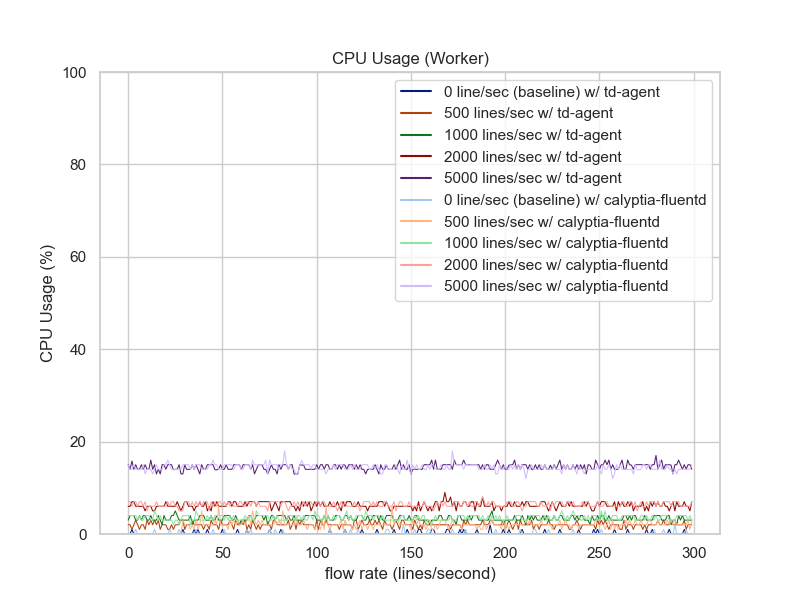 CPU Usage (Worker)
100
80
60
40
20
0
CPU Usage (%)
0 line/sec (baseline) w/ td-agent
500 lines/sec w/ td-agent
1000 lines/sec w/ td-agent
2000 lines/sec w/ td-agent
5000 lines/sec w/ td-agent
0 line/sec (baseline) w/ calyptia-fluentd
500 lines/sec w/ calyptia-fluentd
1000 lines/sec w/ calyptia-fluentd
2000 lines/sec w/ calyptia-fluentd
5000 lines/sec w/ calyptia-fluentd
0 50 100 150 200 250 300
flow rate (lines/second)